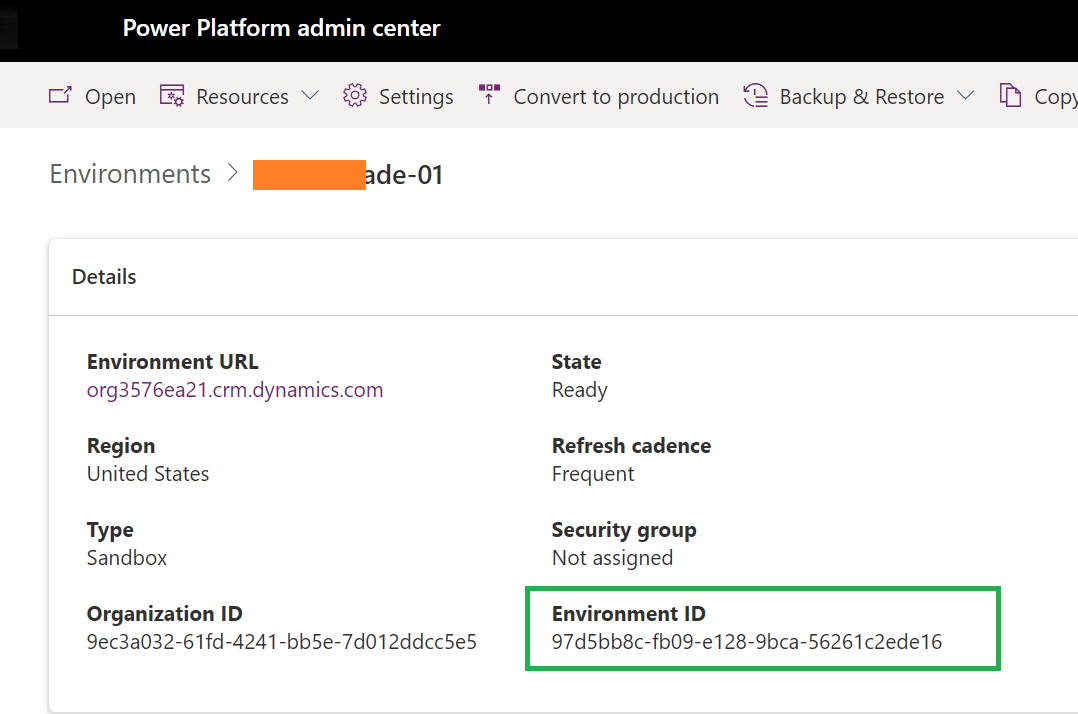 Power Platform admin center
Open Resources Settings Convert to production Backup & Restore Copy
Environments > ade-01
Details
Environment URL State
org3576ea21.crm.dynamics.com Ready
Region Refresh cadence
United States Frequent
Type Security group
Sandbox Not assigned
Organization ID Environment ID
9ec3a032-61fd-4241-bb5e-7d012ddcc5e5 97d5bb8c-fb09-e128-9bca-56261c2ede16